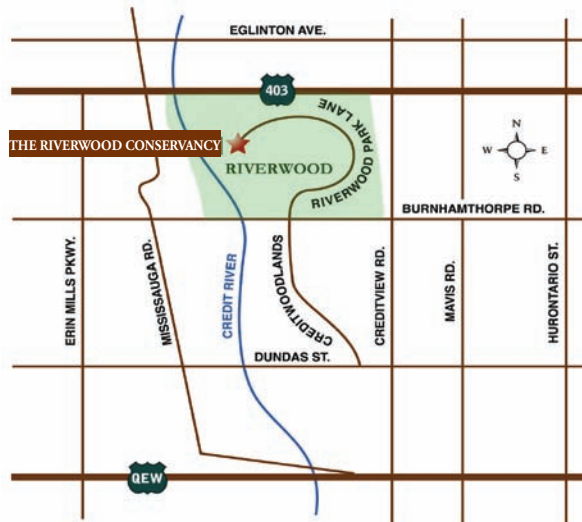 EGLINTON AVE.
403
RIVERWOOD PARK LANE
THE RIVERWOOD CONSERVANCY
N
W E
S
RIVERWOOD
BURNHAMTHORPE RD.
ERIN MILLS PKWY.
MISSISSAUGA RD.
CREDIT RIVER
CREDITWOODLANDS
CREDITVIEW RD.
MAVIS RD.
HURONTARIO ST.
DUNDAS ST.
QEW